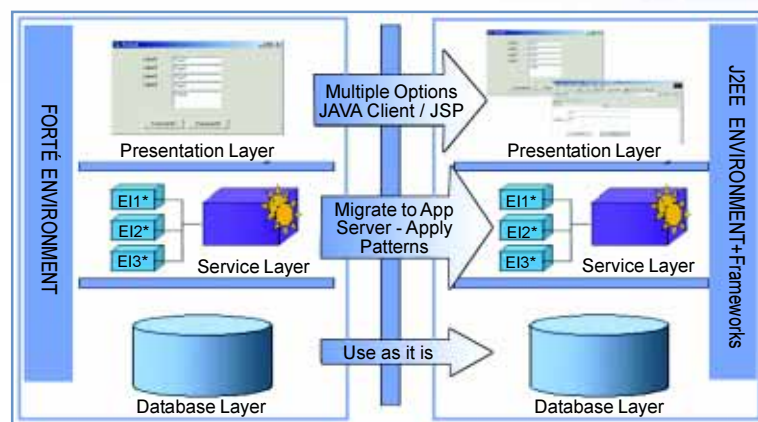 FORTÉ ENVIRONMENT
Presentation Layer
EI1*
EI2*
EI3*
Service Layer
Database Layer
Multiple Options
JAVA Client / JSP
Migrate to App
Server - Apply
Patterns
Use as it is
Presentation Layer
EI1*
EI2*
EI3*
Service Layer
Database Layer
J2EE ENVIRONMENT+Frameworks